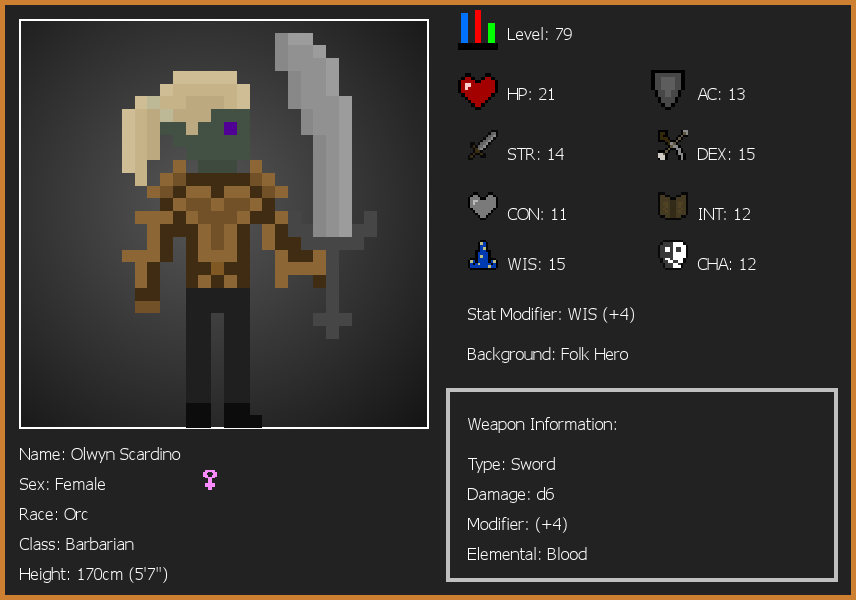 Level: 79
HP: 21
AC: 13
STR: 14
DEX: 15
CON: 11
INT: 12
WIS: 15
CHA: 12
Stat Modifier: WIS (+4)
Background: Folk Hero
Weapon Information:
Type: Sword
Damage: d6
Modifier: (+4)
Elemental: Blood
Name: Olwyn Scardino
Sex: Female
Race: Orc
Class: Barbarian
Height: 170cm (5'7")